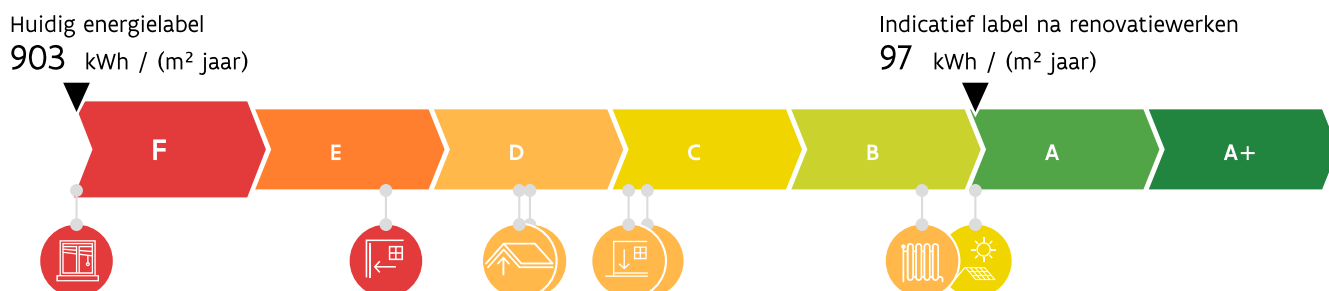 Huidig energielabel
903 kWh / (m² jaar)
Indicatief label na renovatiewerken
97 kWh / (m² jaar)
F E D C B A A+